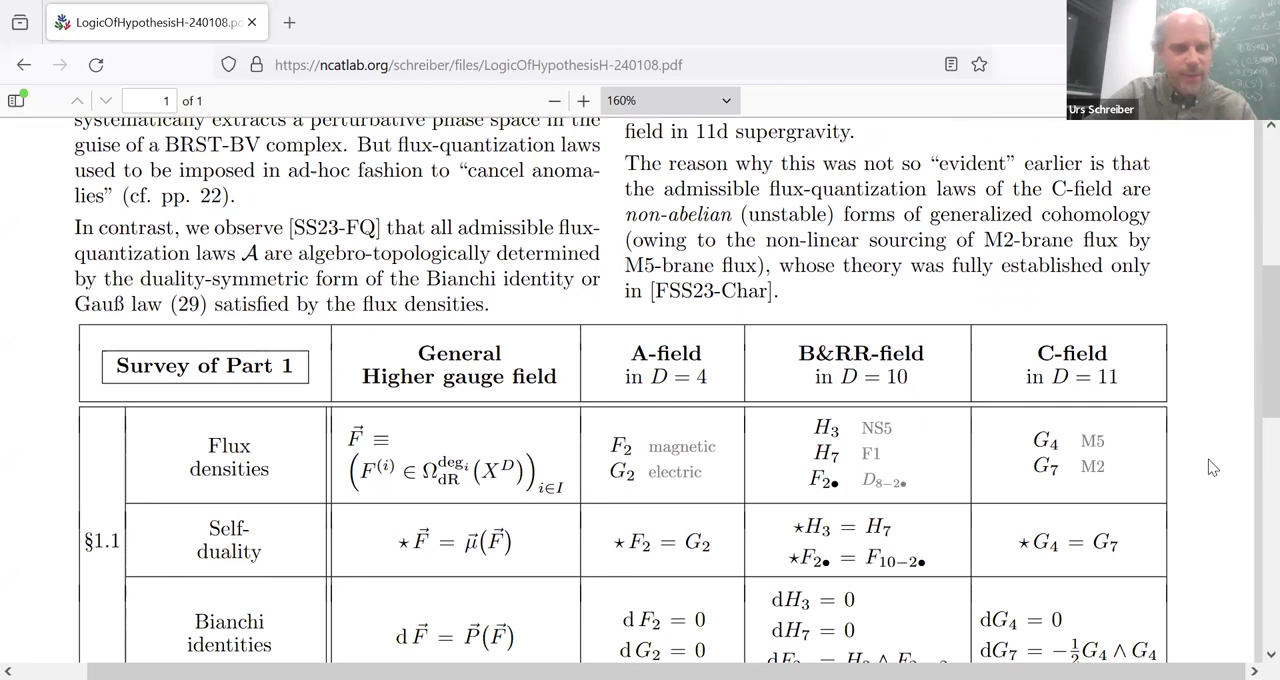 LogicOfHypothesisH-240108.pd
https://ncatlab.org/schreiber/files/LogicOfHypothesisH-240108.pdf
1 of 1
160%
Urs Schreiber
systematically extracts a perturbative phase space in the
guise of a BRST-BV complex. But flux-quantization laws
used to be imposed in ad-hoc fashion to “cancel anoma-
lies” (cf. pp. 22).
In contrast, we observe [SS23-FQ] that all admissible flux-
quantization laws 𝒜 are algebro-topologically determined
by the duality-symmetric form of the Bianchi identity or
Gauß law (29) satisfied by the flux densities.
field in 11d supergravity.
The reason why this was not so “evident” earlier is that
the admissible flux-quantization laws of the C-field are
non-abelian (unstable) forms of generalized cohomology
(owing to the non-linear sourcing of M2-brane flux by
M5-brane flux), whose theory was fully established only
in [FSS23-Char].
Survey of Part 1
General
Higher gauge field
A-field
in D = 4
B&RR-field
in D = 10
C-field
in D = 11
§1.1
Flux
densities
F⃗ ≡
(F^(i) ∈ Ω_dR^deg_i (X^D))_i∈I
F₂ magnetic
G₂ electric
H₃ NS5
H₇ F1
F₂• D₈₋₂•
G₄ M5
G₇ M2
Self-
duality
⋆F⃗ = μ⃗(F⃗)
⋆F₂ = G₂
⋆H₃ = H₇
⋆F₂• = F₁₀₋₂•
⋆G₄ = G₇
Bianchi
identities
d F⃗ = P⃗(F⃗)
d F₂ = 0
d G₂ = 0
dH₃ = 0
dH₇ = 0
dG₄ = 0
dG₇ = −½G₄ ∧ G₄